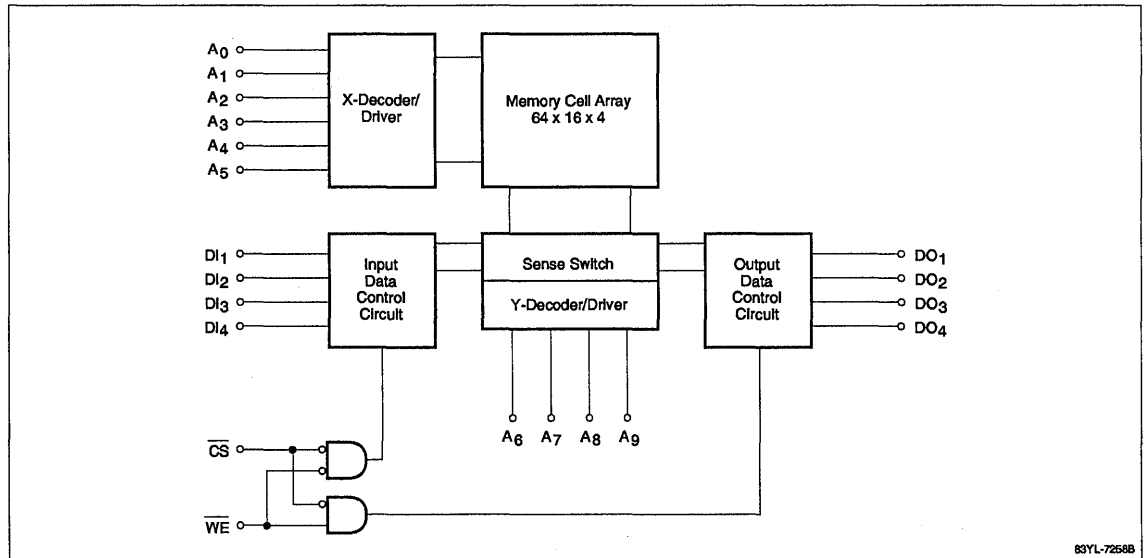 A0
A1
A2
A3
A4
A5
X-Decoder/
Driver
Memory Cell Array
64 x 16 x 4
DI1
DI2
DI3
DI4
Input
Data
Control
Circuit
Sense Switch
Y-Decoder/Driver
Output
Data
Control
Circuit
DO1
DO2
DO3
DO4
A6 A7 A8 A9
CS
WE
83YL-7258B